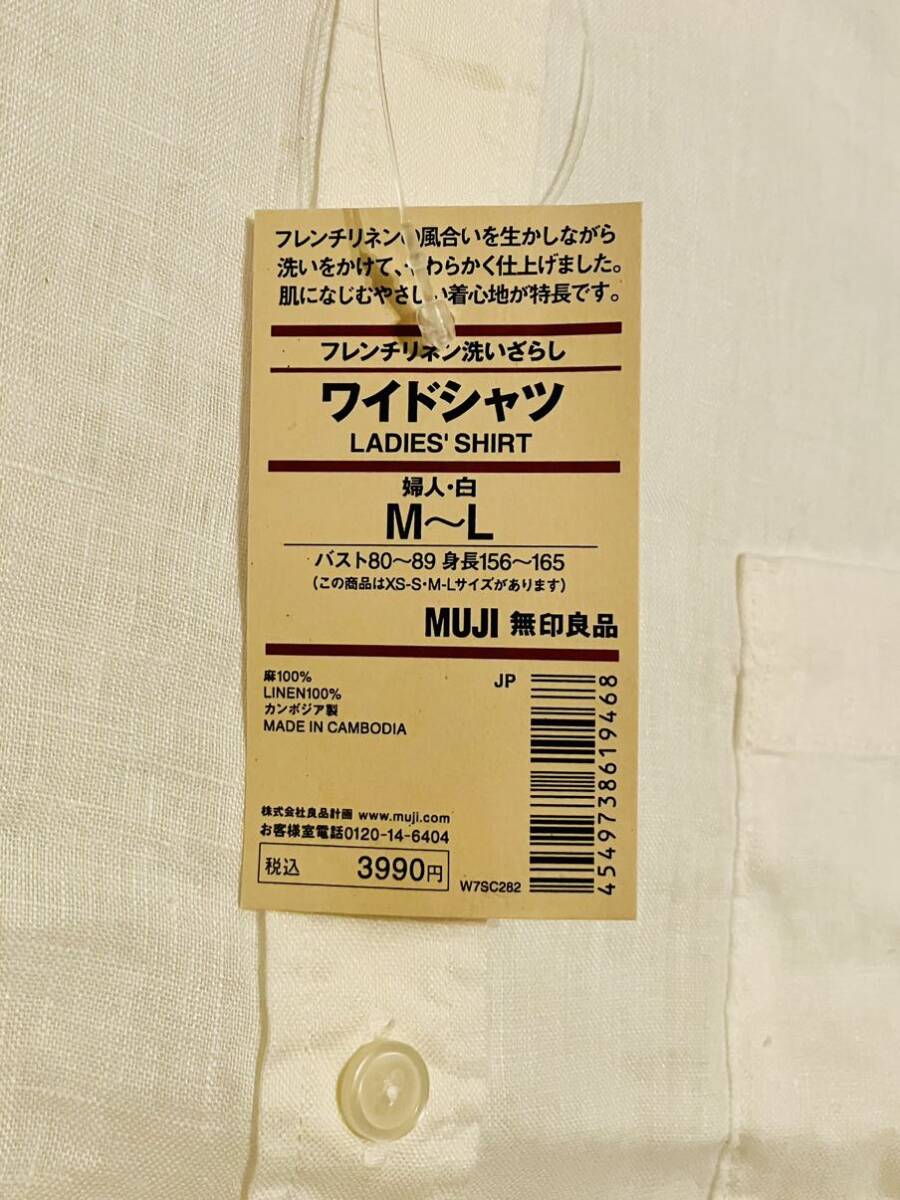 フレンチリネンの風合いを生かしながら
洗いをかけて、やわらかく仕上げました。
肌になじむやさしい着心地が特長です。
フレンチリネン洗いざらし
ワイドシャツ
LADIES' SHIRT
婦人・白
M〜L
バスト80〜89 身長156〜165
(この商品はXS-S・M-Lサイズがあります)
MUJI 無印良品
麻100%
LINEN100%
カンボジア製
MADE IN CAMBODIA
JP
4549738619468
株式会社良品計画 www.muji.com
お客様室電話0120-14-6404
税込 3990円
W7SC282